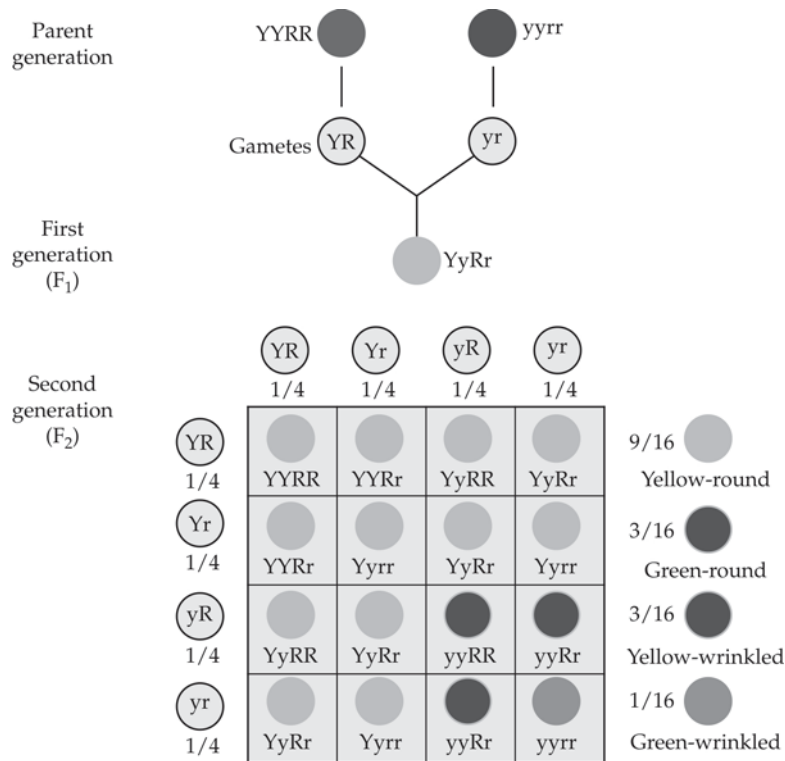 Parent
generation
YYRR
yyrr
Gametes
YR
yr
First
generation
(F1)
YyRr
Second
generation
(F2)
YR Yr yR yr
1/4 1/4 1/4 1/4
YR
1/4
YYRR YYRr YyRR YyRr
9/16
Yellow-round
Yr
1/4
YYRr Yyrr YyRr Yyrr
3/16
Green-round
yR
1/4
YyRR YyRr yyRR yyRr
3/16
Yellow-wrinkled
yr
1/4
YyRr Yyrr yyRr yyrr
1/16
Green-wrinkled